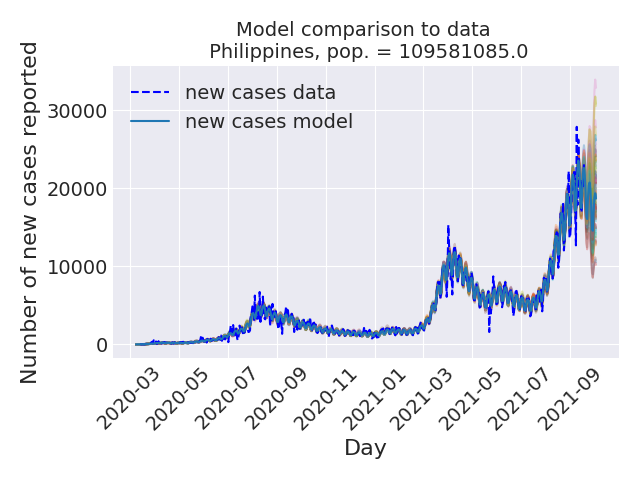 Model comparison to data
Philippines, pop. = 109581085.0
new cases data
new cases model
Number of new cases reported
30000
20000
10000
0
2020-03
2020-05
2020-07
2020-09
2020-11
2021-01
2021-03
2021-05
2021-07
2021-09
Day